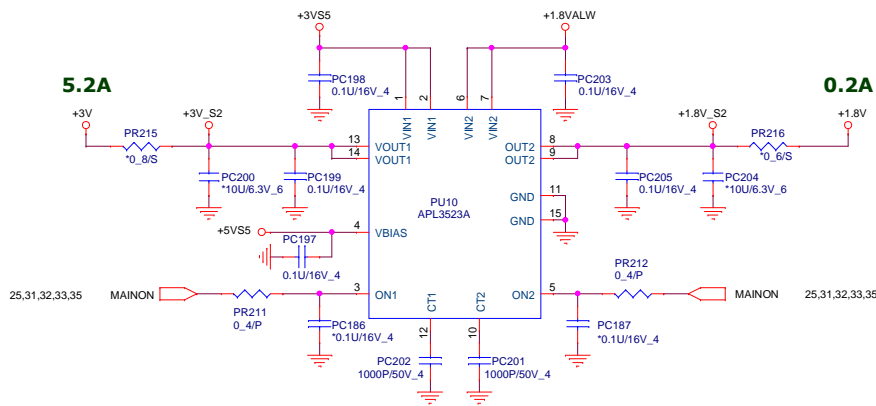 +3VS5
+1.8VALW
PC198
0.1U/16V_4
PC203
0.1U/16V_4
5.2A
0.2A
1
2
6
7
+3V
+3V_S2
VIN1
VIN1
VIN2
VIN2
+1.8V_S2
+1.8V
PR215
*0_8/S
13
14
VOUT1
VOUT1
OUT2
OUT2
8
9
PR216
*0_6/S
PC200
*10U/6.3V_6
PC199
0.1U/16V_4
PC205
0.1U/16V_4
PC204
*10U/6.3V_6
PU10
APL3523A
GND
11
GND
15
+5VS5
4
VBIAS
PC197
0.1U/16V_4
25,31,32,33,35
MAINON
PR211
0_4/P
3
ON1
CT1
CT2
ON2
5
PR212
0_4/P
MAINON
25,31,32,33,35
PC186
*0.1U/16V_4
12
10
PC187
*0.1U/16V_4
PC202
1000P/50V_4
PC201
1000P/50V_4